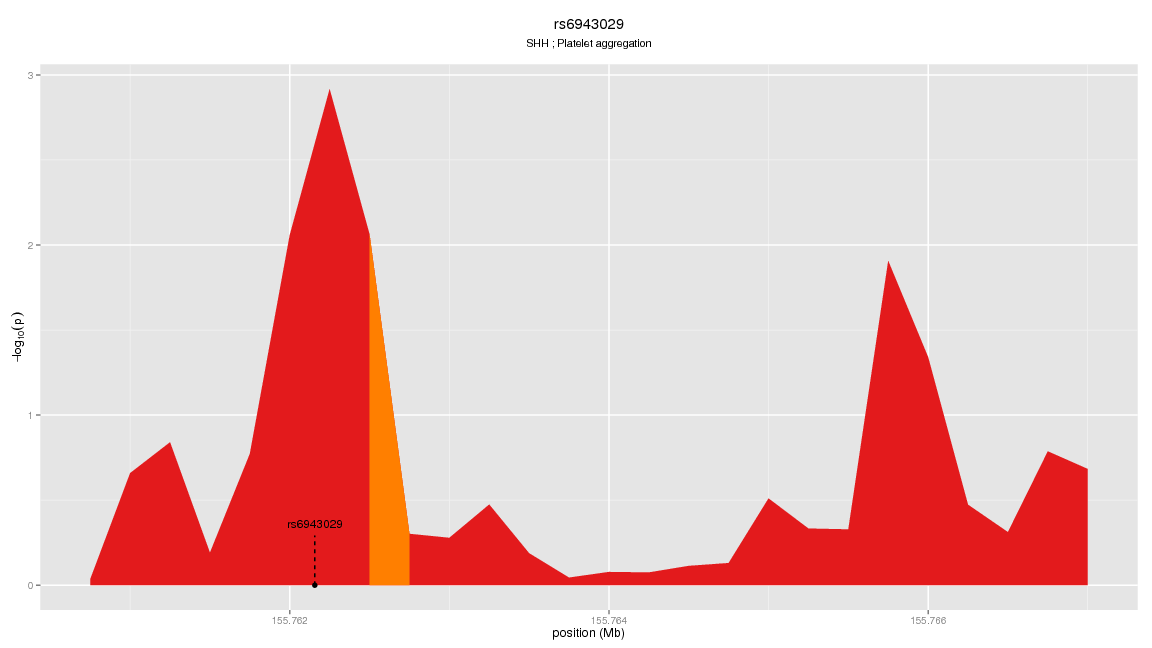 rs6943029
SHH ; Platelet aggregation
3
2
1
0
−log10(p)
rs6943029
155.762
155.764
155.766
position (Mb)